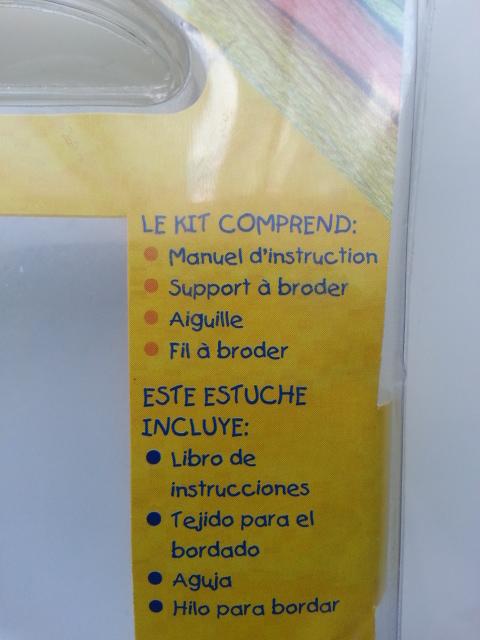 LE KIT COMPREND:
• Manuel d'instruction
• Support à broder
• Aiguille
• Fil à broder
ESTE ESTUCHE
INCLUYE:
• Libro de
instrucciones
• Tejido para el
bordado
• Aguja
• Hilo para bordar